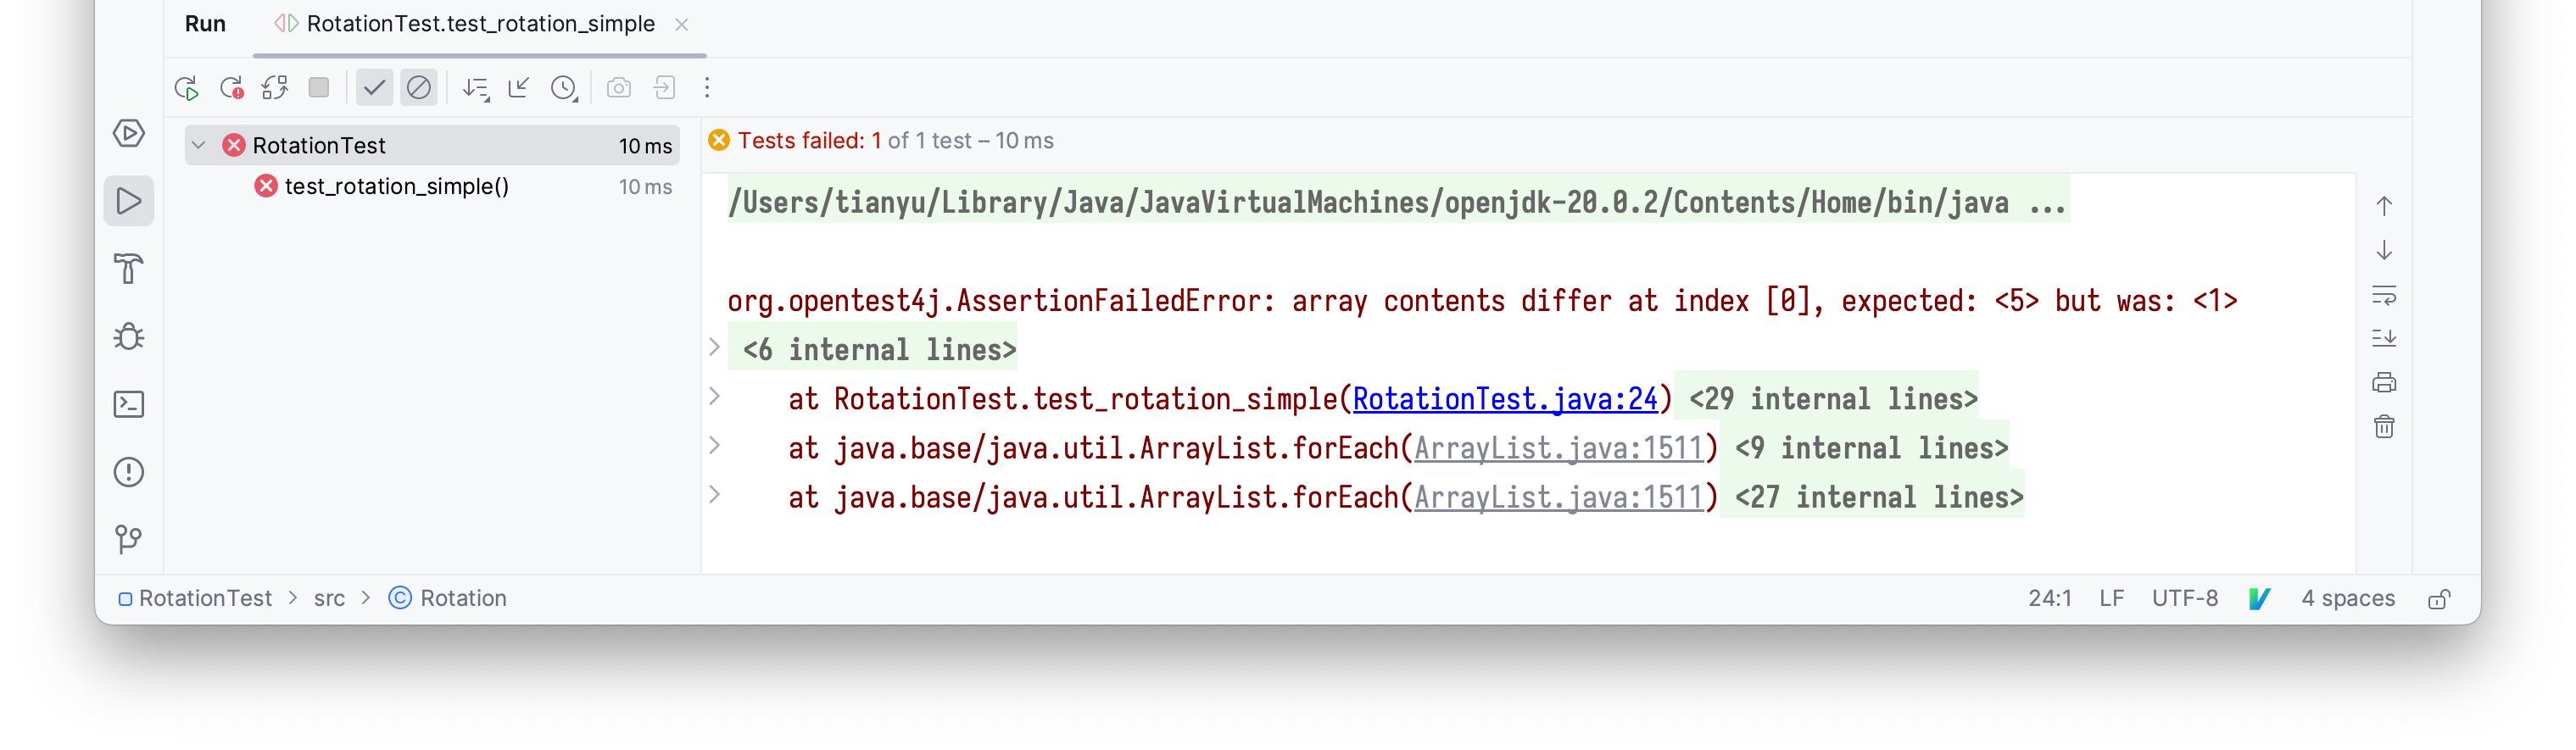 Run RotationTest.test_rotation_simple
RotationTest 10 ms
test_rotation_simple() 10 ms
Tests failed: 1 of 1 test – 10 ms
/Users/tianyu/Library/Java/JavaVirtualMachines/openjdk-20.0.2/Contents/Home/bin/java ...
org.opentest4j.AssertionFailedError: array contents differ at index [0], expected: <5> but was: <1>
<6 internal lines>
at RotationTest.test_rotation_simple(RotationTest.java:24) <29 internal lines>
at java.base/java.util.ArrayList.forEach(ArrayList.java:1511) <9 internal lines>
at java.base/java.util.ArrayList.forEach(ArrayList.java:1511) <27 internal lines>
RotationTest > src > Rotation 24:1 LF UTF-8 4 spaces